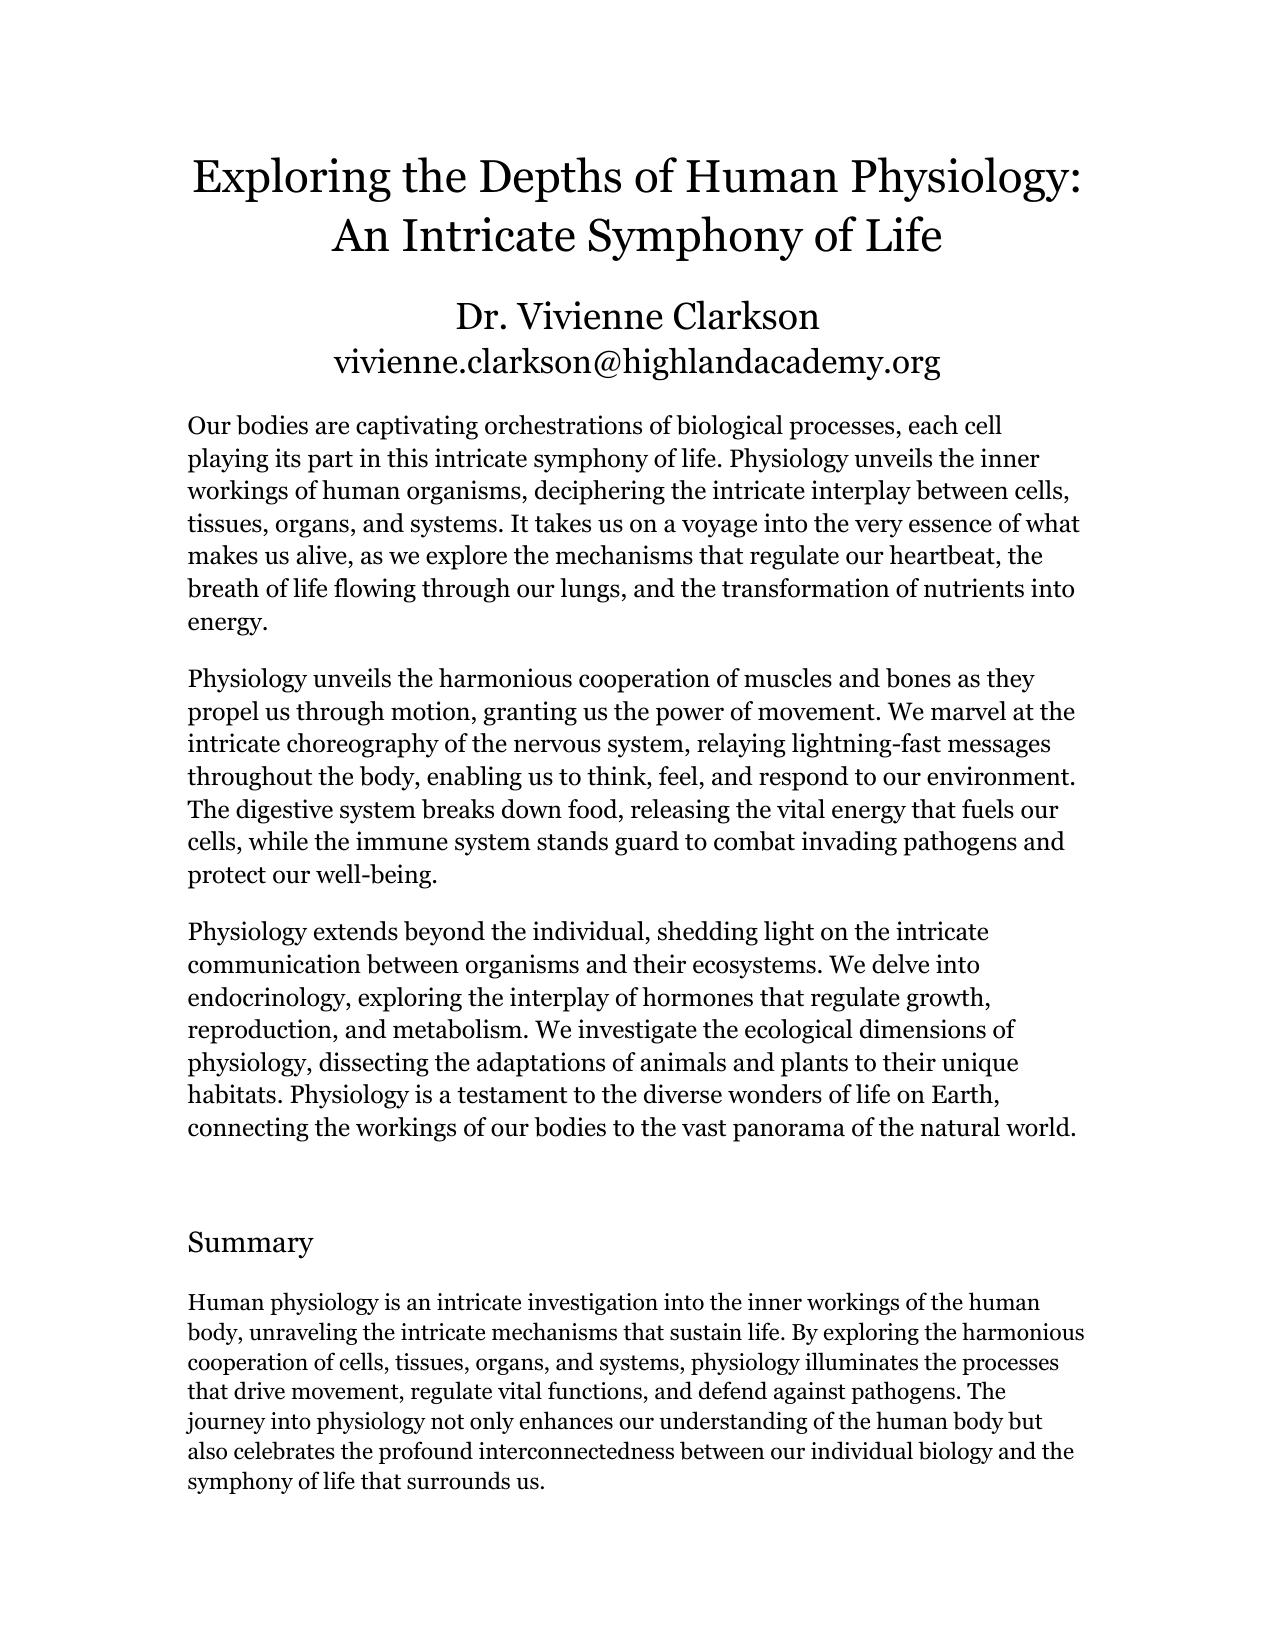 Exploring the Depths of Human Physiology:
An Intricate Symphony of Life
Dr. Vivienne Clarkson
vivienne.clarkson@highlandacademy.org
Our bodies are captivating orchestrations of biological processes, each cell
playing its part in this intricate symphony of life. Physiology unveils the inner
workings of human organisms, deciphering the intricate interplay between cells,
tissues, organs, and systems. It takes us on a voyage into the very essence of what
makes us alive, as we explore the mechanisms that regulate our heartbeat, the
breath of life flowing through our lungs, and the transformation of nutrients into
energy.
Physiology unveils the harmonious cooperation of muscles and bones as they
propel us through motion, granting us the power of movement. We marvel at the
intricate choreography of the nervous system, relaying lightning-fast messages
throughout the body, enabling us to think, feel, and respond to our environment.
The digestive system breaks down food, releasing the vital energy that fuels our
cells, while the immune system stands guard to combat invading pathogens and
protect our well-being.
Physiology extends beyond the individual, shedding light on the intricate
communication between organisms and their ecosystems. We delve into
endocrinology, exploring the interplay of hormones that regulate growth,
reproduction, and metabolism. We investigate the ecological dimensions of
physiology, dissecting the adaptations of animals and plants to their unique
habitats. Physiology is a testament to the diverse wonders of life on Earth,
connecting the workings of our bodies to the vast panorama of the natural world.
Summary
Human physiology is an intricate investigation into the inner workings of the human
body, unraveling the intricate mechanisms that sustain life. By exploring the harmonious
cooperation of cells, tissues, organs, and systems, physiology illuminates the processes
that drive movement, regulate vital functions, and defend against pathogens. The
journey into physiology not only enhances our understanding of the human body but
also celebrates the profound interconnectedness between our individual biology and the
symphony of life that surrounds us.